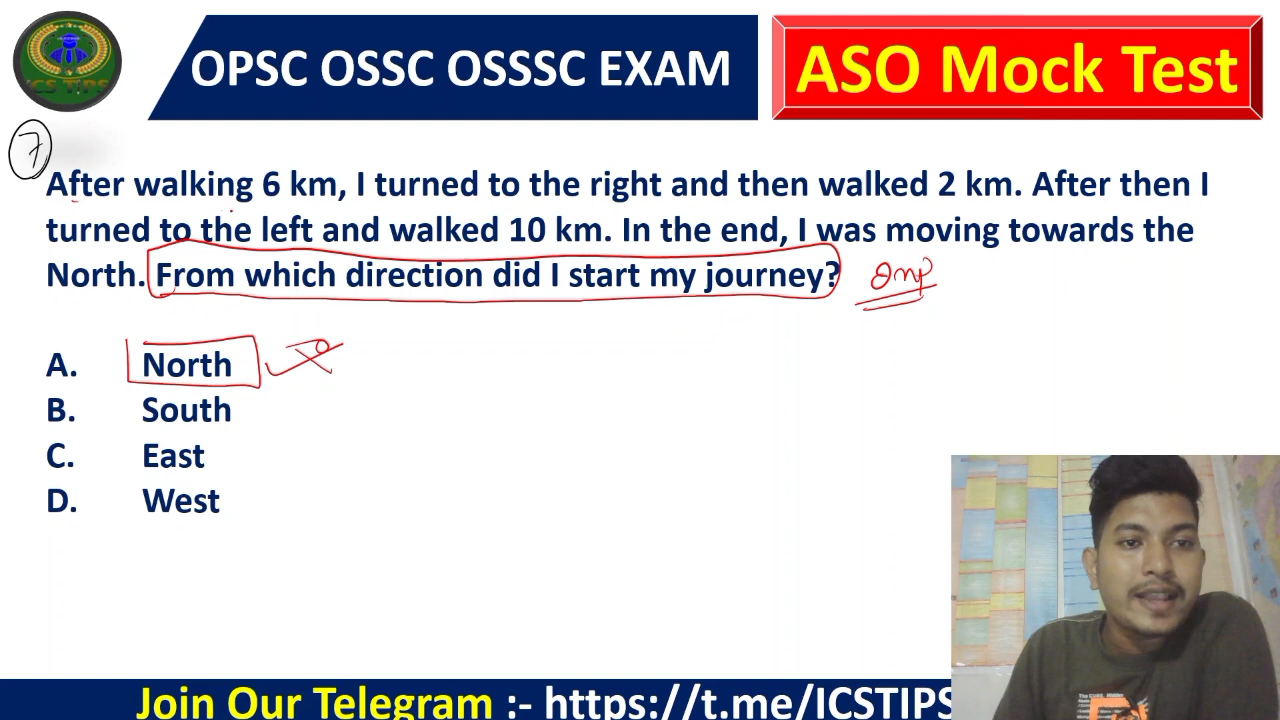 OPSC OSSC OSSSC EXAM
ASO Mock Test
ICS TIPS
7
After walking 6 km, I turned to the right and then walked 2 km. After then I
turned to the left and walked 10 km. In the end, I was moving towards the
North. From which direction did I start my journey?
A. North
B. South
C. East
D. West
Join Our Telegram :- https://t.me/ICSTIPS